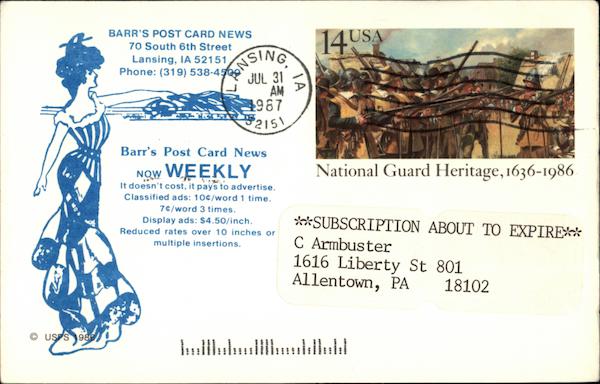 BARR'S POST CARD NEWS
70 South 6th Street
Lansing, IA 52151
Phone: (319) 538-4500
LANSING, IA
JUL 31
AM
1987
52151
14 USA
National Guard Heritage, 1636-1986
Barr's Post Card News
NOW WEEKLY
It doesn't cost, it pays to advertise.
Classified ads: 10¢/word 1 time.
7¢/word 3 times.
Display ads: $4.50/inch.
Reduced rates over 10 inches or
multiple insertions.
**SUBSCRIPTION ABOUT TO EXPIRE**
C Armbuster
1616 Liberty St 801
Allentown, PA 18102
© USPS 1986